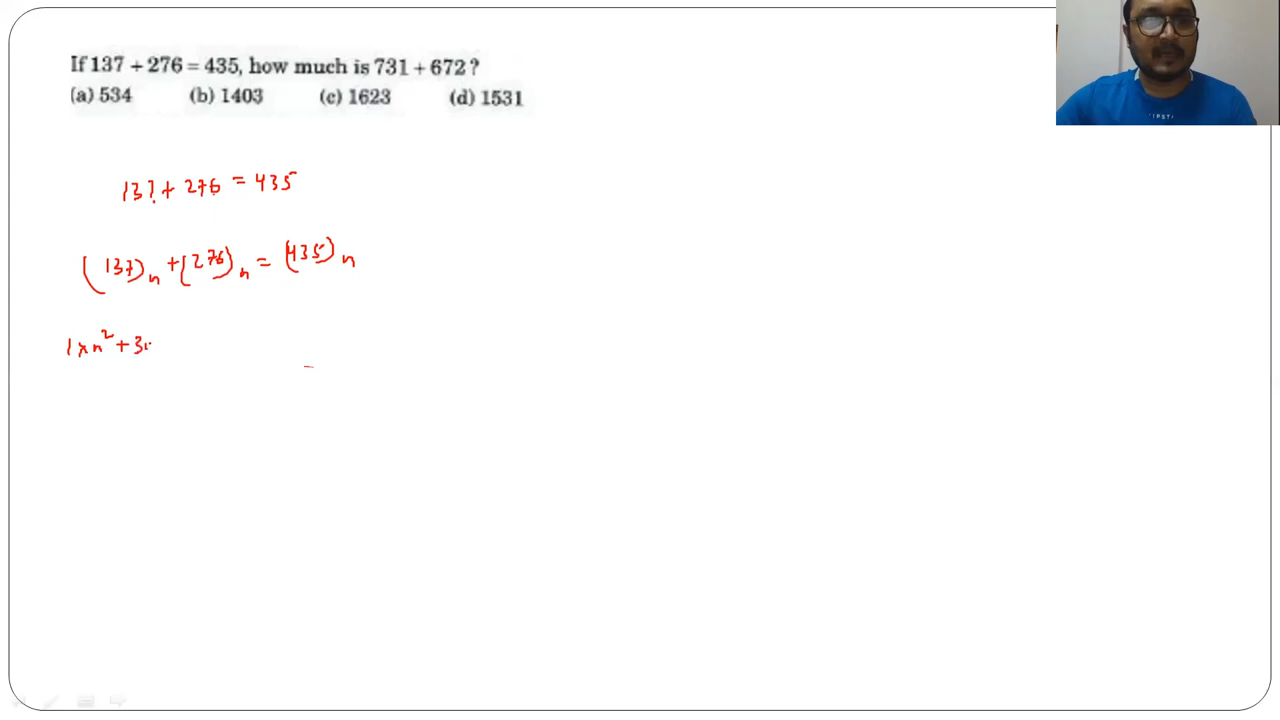 If 137 + 276 = 435, how much is 731 + 672 ?
(a) 534 (b) 1403 (c) 1623 (d) 1531
137 + 276 = 435
(137)n + (276)n = (435)n
1×n² + 3